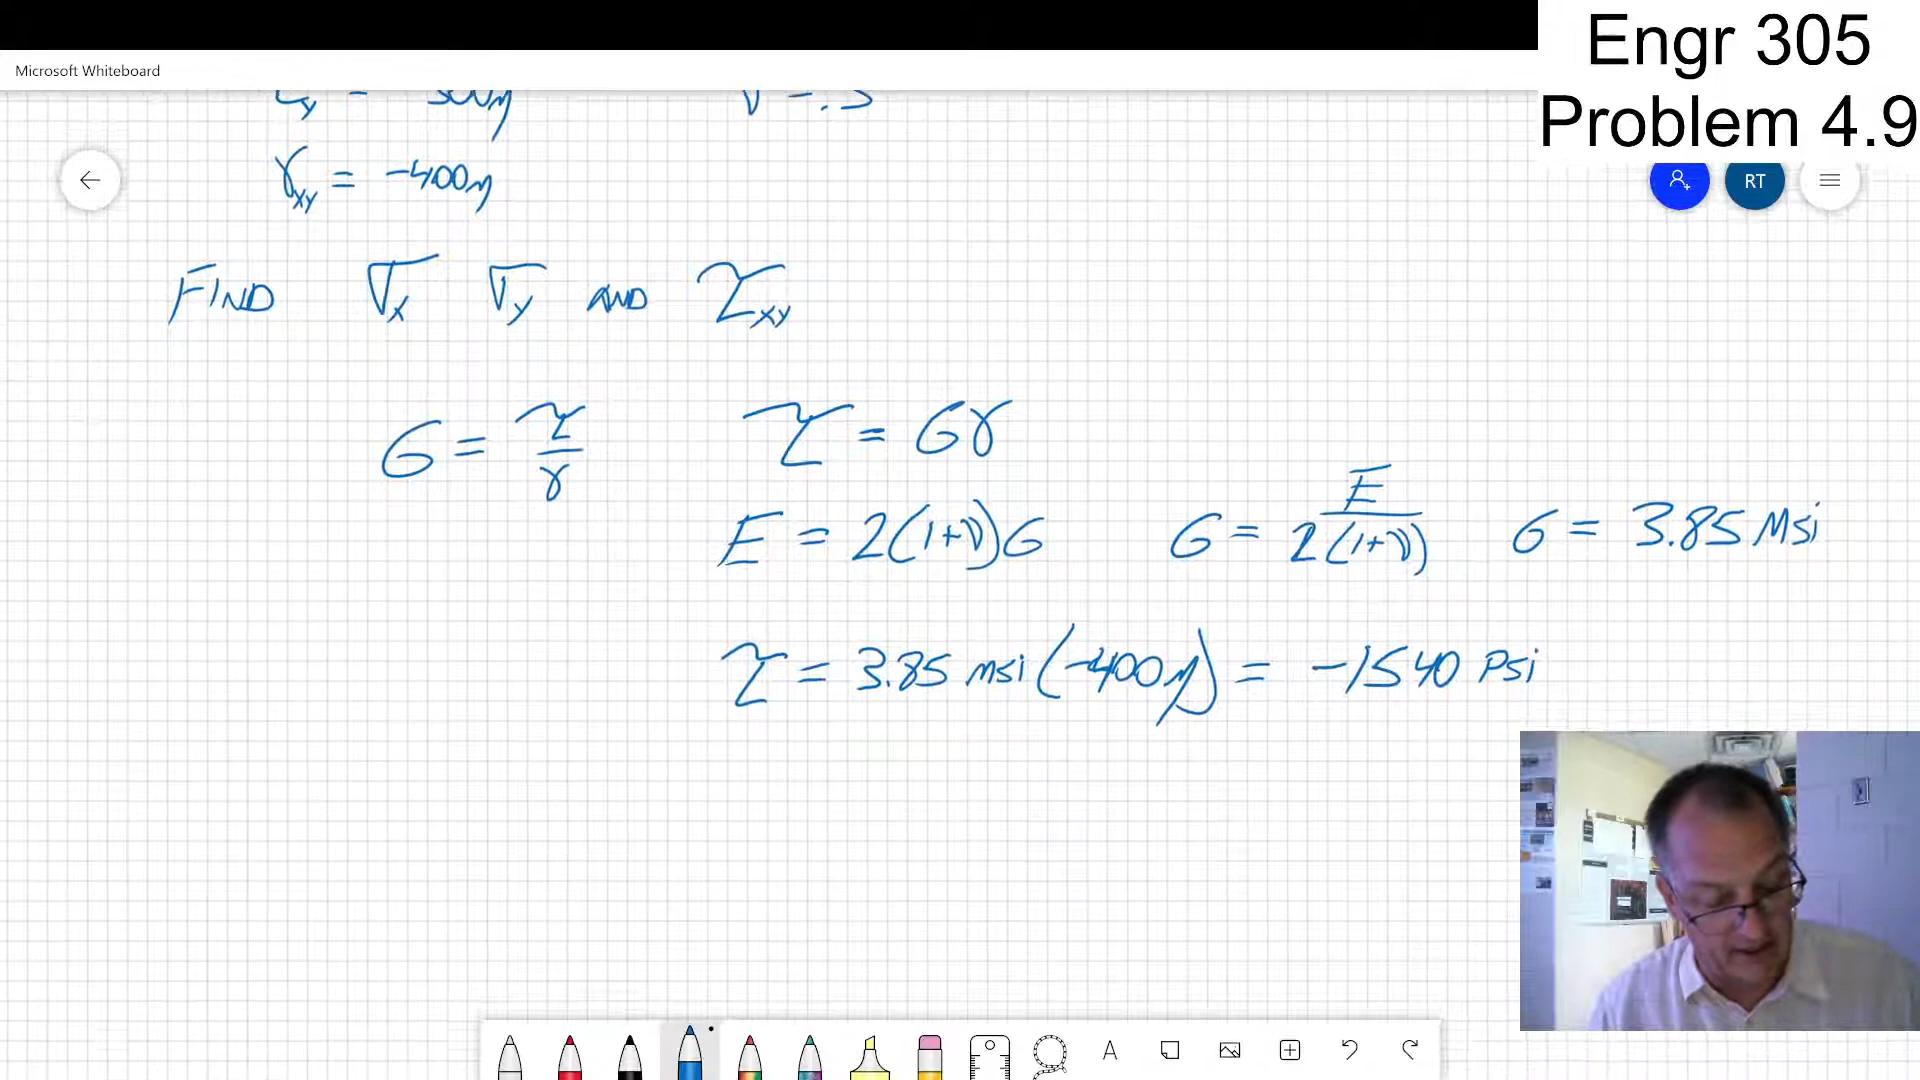 Engr 305
Problem 4.9
Microsoft Whiteboard
γxy = -400μ
RT
FIND σx σy AND τxy
G = τ/γ
τ = Gγ
E = 2(1+ν)G
G = E/2(1+ν)
G = 3.85 Msi
τ = 3.85 msi (-400μ) = -1540 psi
A